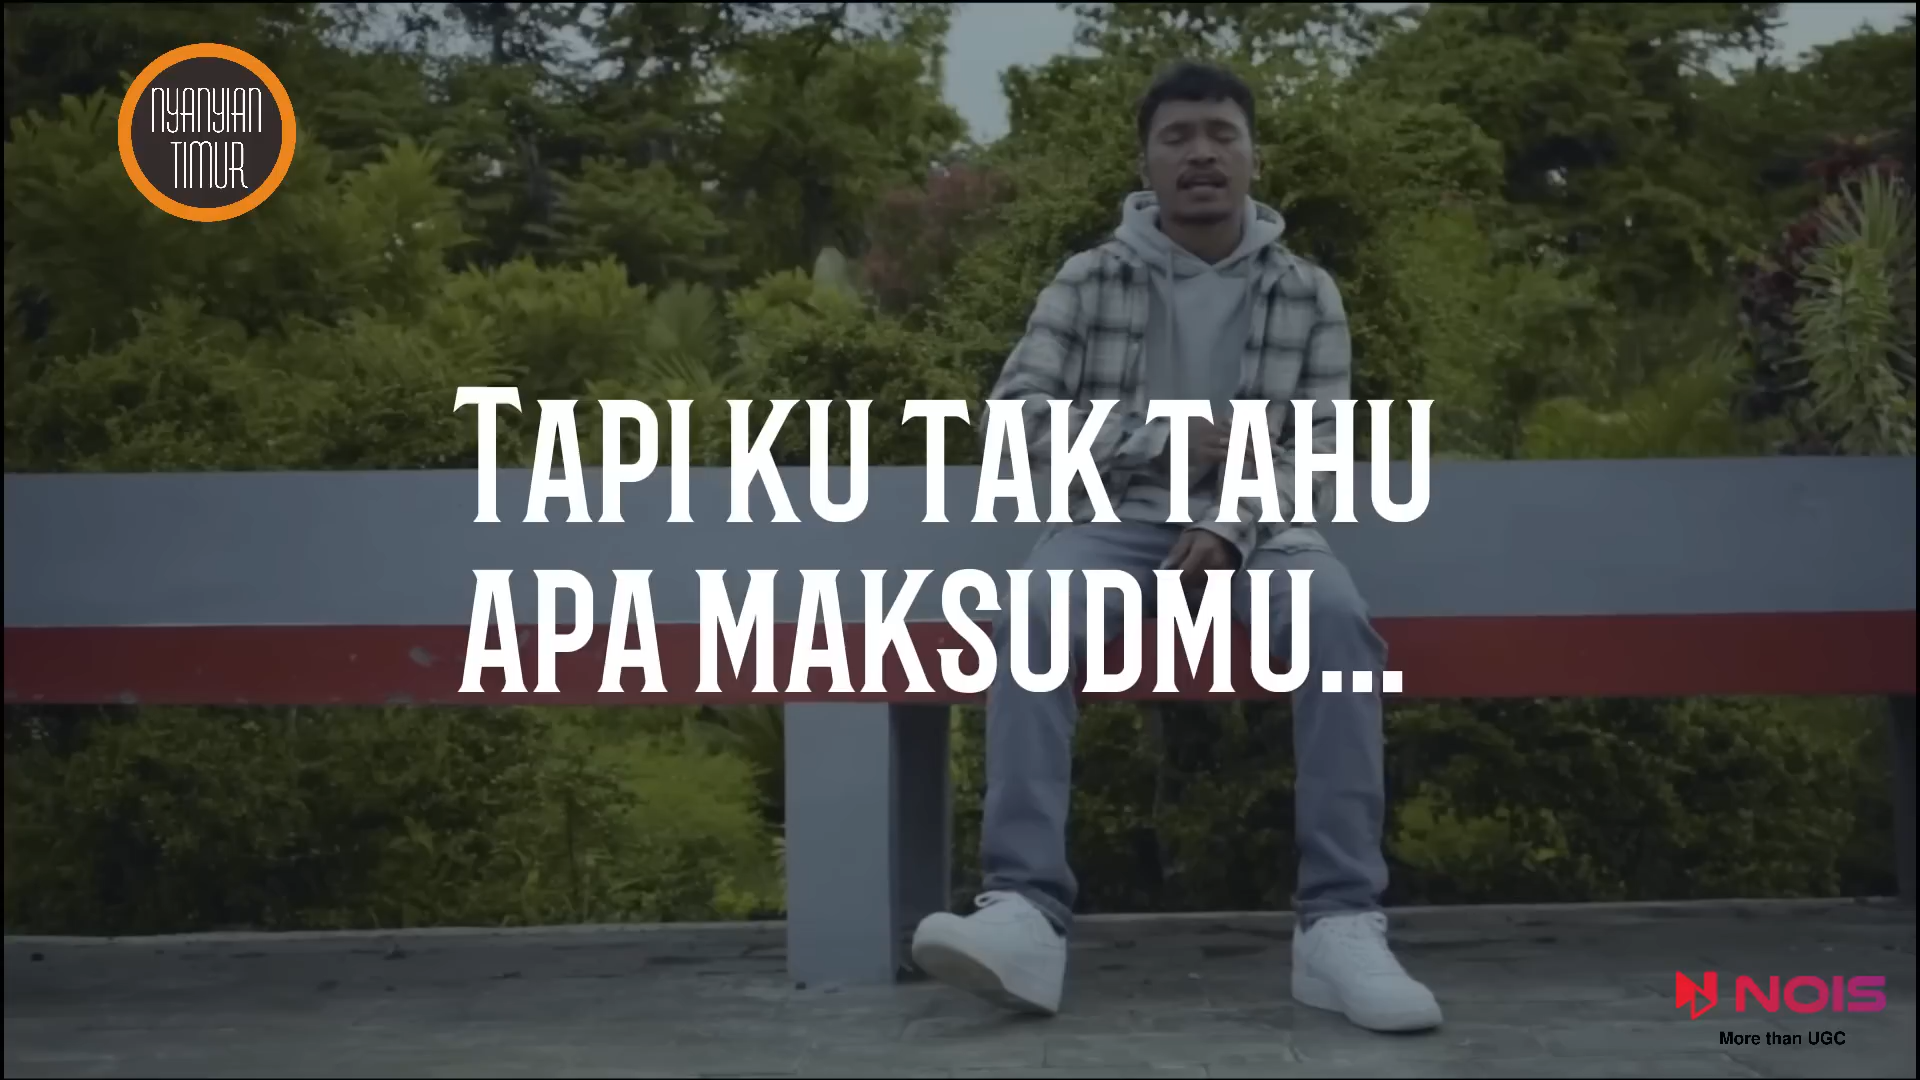 NYANYIAN
TIMUR
TAPI KU TAK TAHU
APA MAKSUDMU...
NOIS
More than UGC